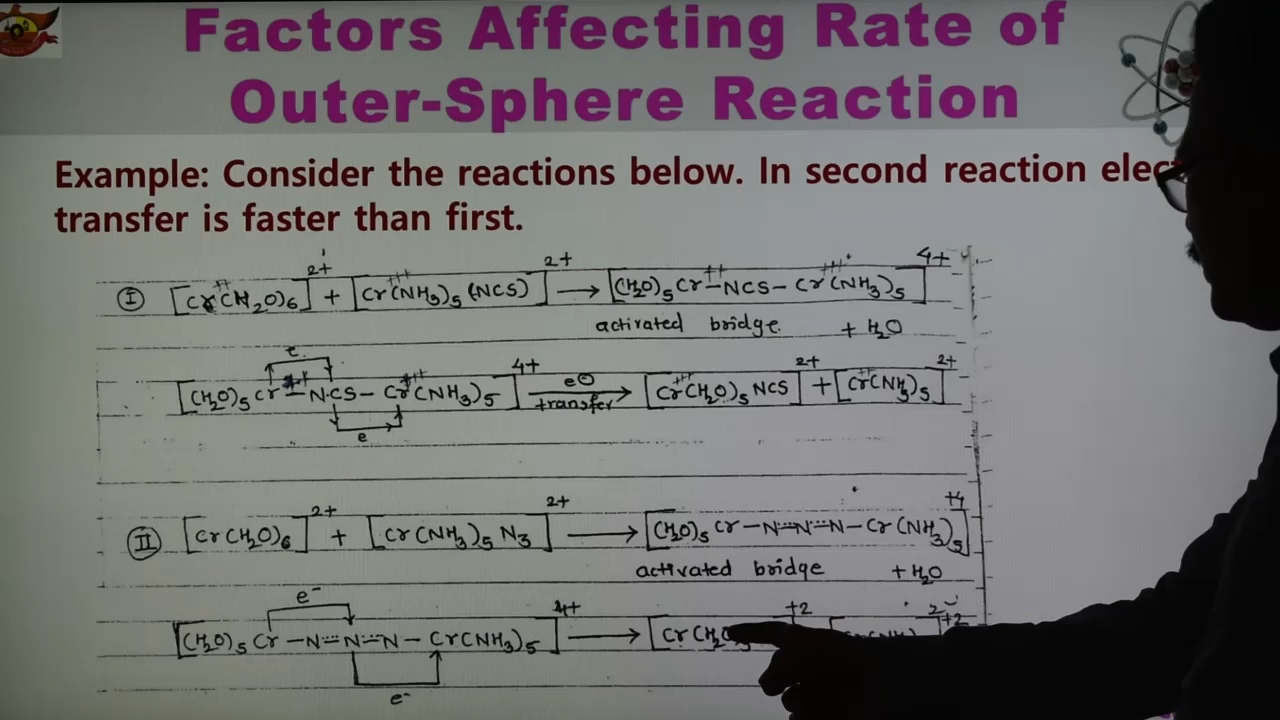 Factors Affecting Rate of
Outer-Sphere Reaction
Example: Consider the reactions below. In second reaction
transfer is faster than first.
Ⓘ [Cr⁺⁺(H₂O)₆]²⁺ + [Cr⁺⁺⁺(NH₃)₅(NCS)]²⁺ → [(H₂O)₅Cr⁺⁺-NCS-Cr⁺⁺⁺(NH₃)₅]⁴⁺
activated bridge + H₂O
e
[(H₂O)₅Cr⁺⁺-NCS-Cr⁺⁺⁺(NH₃)₅]⁴⁺ e⊖ transfer → [Cr⁺⁺⁺(H₂O)₅NCS]²⁺ + [Cr⁺⁺(NH₃)₅]²⁺
e
Ⅱ [Cr(H₂O)₆]²⁺ + [Cr(NH₃)₅N₃]²⁺ → [(H₂O)₅Cr-N═N═N-Cr(NH₃)₅]⁺⁴
activated bridge + H₂O
e⁻
[(H₂O)₅Cr-N═N═N-Cr(NH₃)₅]⁴⁺ → [Cr(H₂O)₅ ]⁺²
e⁻